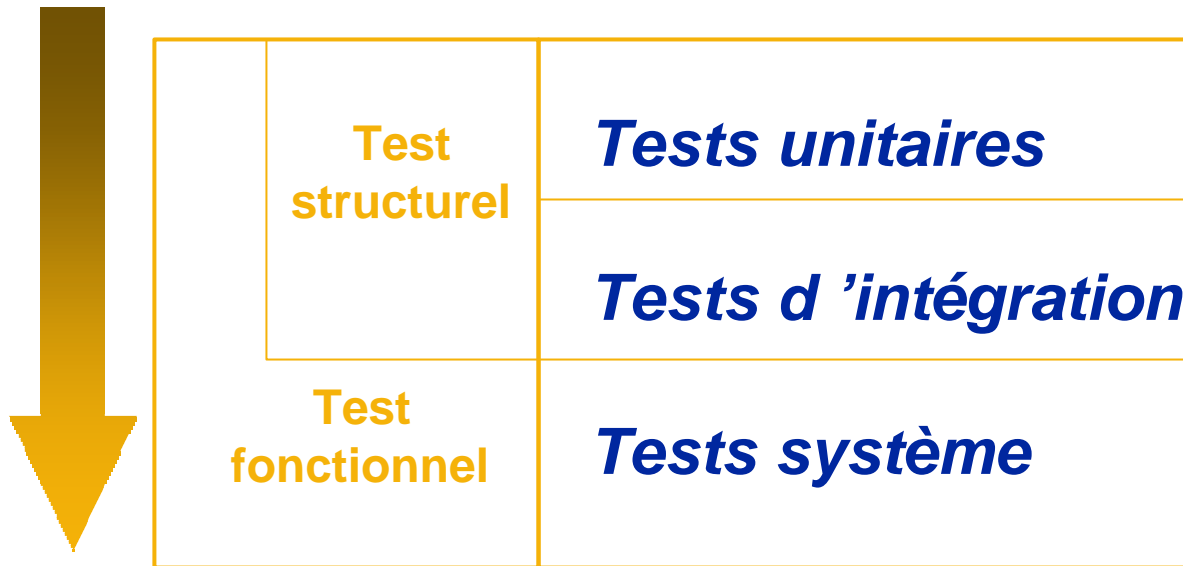 Test
structurel
Tests unitaires
Tests d ’intégration
Test
fonctionnel
Tests système